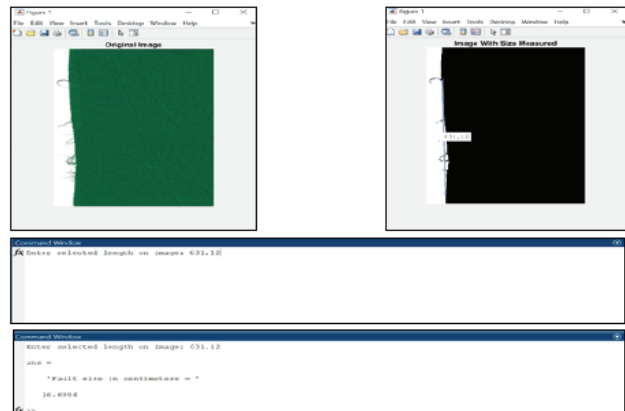 Figure 1
File Edit View Insert Tools Desktop Window Help
Original Image
Figure 1
File Edit View Insert Tools Desktop Window Help
Image With Size Measured
631.12
Command Window
fx Enter selected length on image: 631.12
Command Window
Enter selected length on image: 631.12
ans =
"Fault size in centimeters = "
16.6984
fx >>